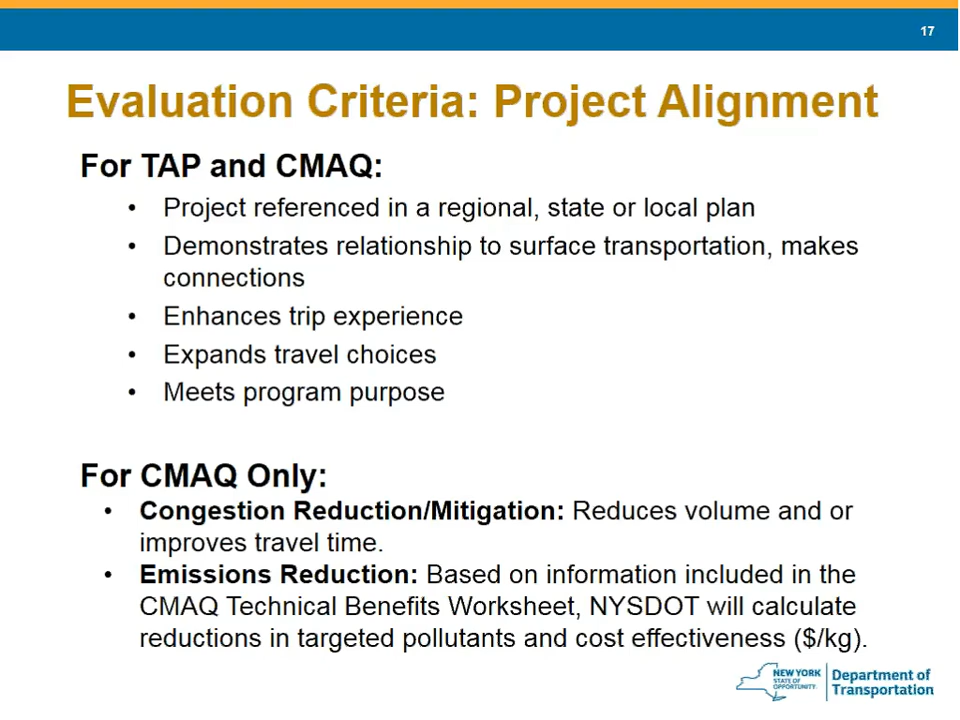 17
Evaluation Criteria: Project Alignment
For TAP and CMAQ:
• Project referenced in a regional, state or local plan
• Demonstrates relationship to surface transportation, makes
connections
• Enhances trip experience
• Expands travel choices
• Meets program purpose
For CMAQ Only:
• Congestion Reduction/Mitigation: Reduces volume and or
improves travel time.
• Emissions Reduction: Based on information included in the
CMAQ Technical Benefits Worksheet, NYSDOT will calculate
reductions in targeted pollutants and cost effectiveness ($/kg).
NEW YORK
STATE OF
OPPORTUNITY.
Department of
Transportation